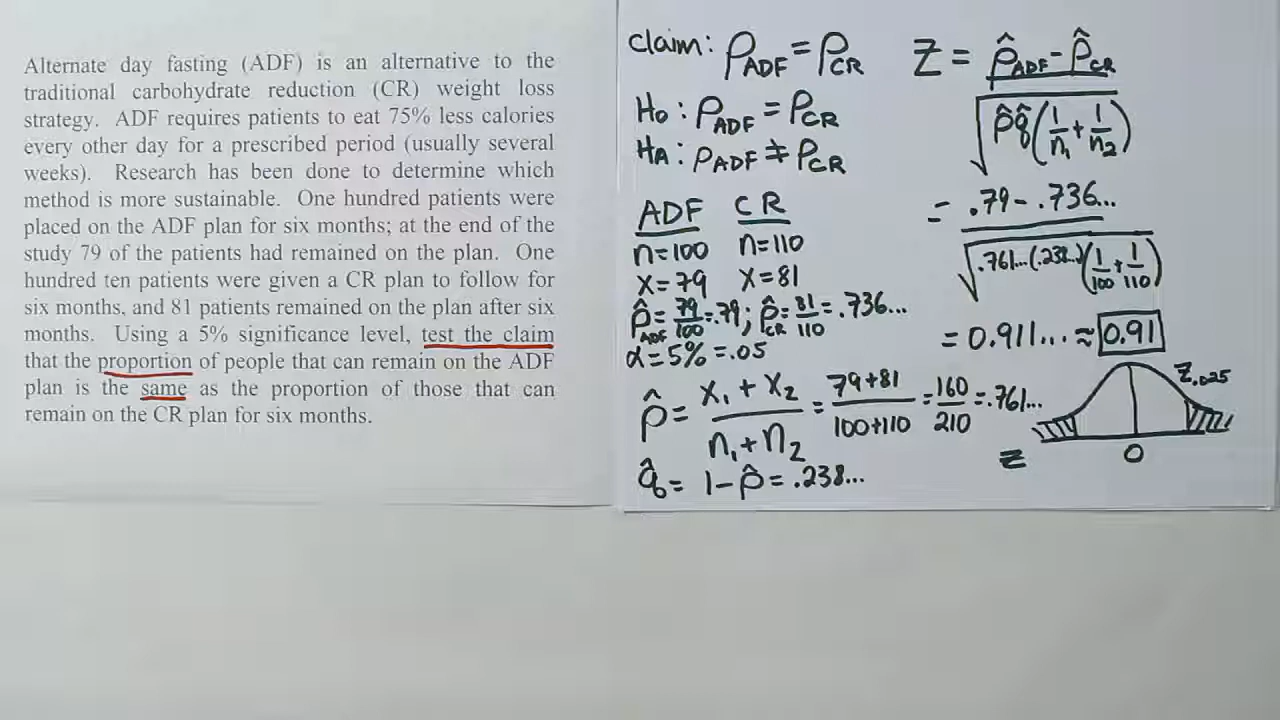 Alternate day fasting (ADF) is an alternative to the
traditional carbohydrate reduction (CR) weight loss
strategy. ADF requires patients to eat 75% less calories
every other day for a prescribed period (usually several
weeks). Research has been done to determine which
method is more sustainable. One hundred patients were
placed on the ADF plan for six months; at the end of the
study 79 of the patients had remained on the plan. One
hundred ten patients were given a CR plan to follow for
six months, and 81 patients remained on the plan after six
months. Using a 5% significance level, test the claim
that the proportion of people that can remain on the ADF
plan is the same as the proportion of those that can
remain on the CR plan for six months.
Claim: P_ADF = P_CR
H₀: P_ADF = P_CR
H_A: P_ADF ≠ P_CR
ADF CR
n=100 n=110
x=79 x=81
p̂_ADF = 79/100 = .79; p̂_CR = 81/110 = .736...
α=5% = .05
p̂ = (x₁ + x₂)/(n₁ + n₂) = (79+81)/(100+110) = 160/210 = .761...
q̂ = 1 - p̂ = .238...
Z = (p̂_ADF - p̂_CR)/√(p̂q̂(1/n₁ + 1/n₂))
= (.79 - .736...)/√(.761...(.238...)(1/100 + 1/110))
= 0.911... ≈ 0.91
Z.025
Z 0